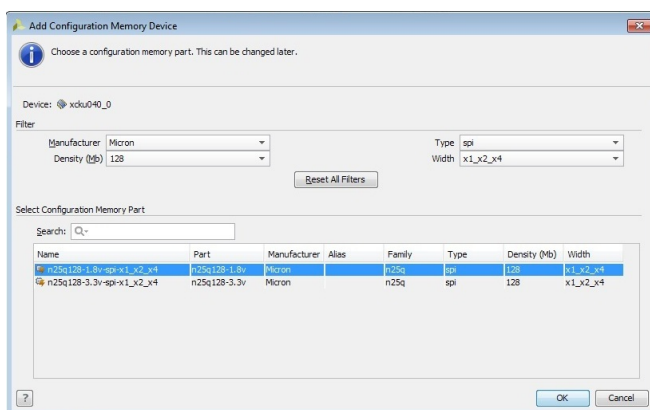 Add Configuration Memory Device
Choose a configuration memory part. This can be changed later.
Device: xcku040_0
Filter
Manufacturer Micron Type spi
Density (Mb) 128 Width x1_x2_x4
Reset All Filters
Select Configuration Memory Part
Search:
Name Part Manufacturer Alias Family Type Density (Mb) Width
n25q128-1.8v-spi-x1_x2_x4 n25q128-1.8v Micron n25q spi 128 x1_x2_x4
n25q128-3.3v-spi-x1_x2_x4 n25q128-3.3v Micron n25q spi 128 x1_x2_x4
? OK Cancel